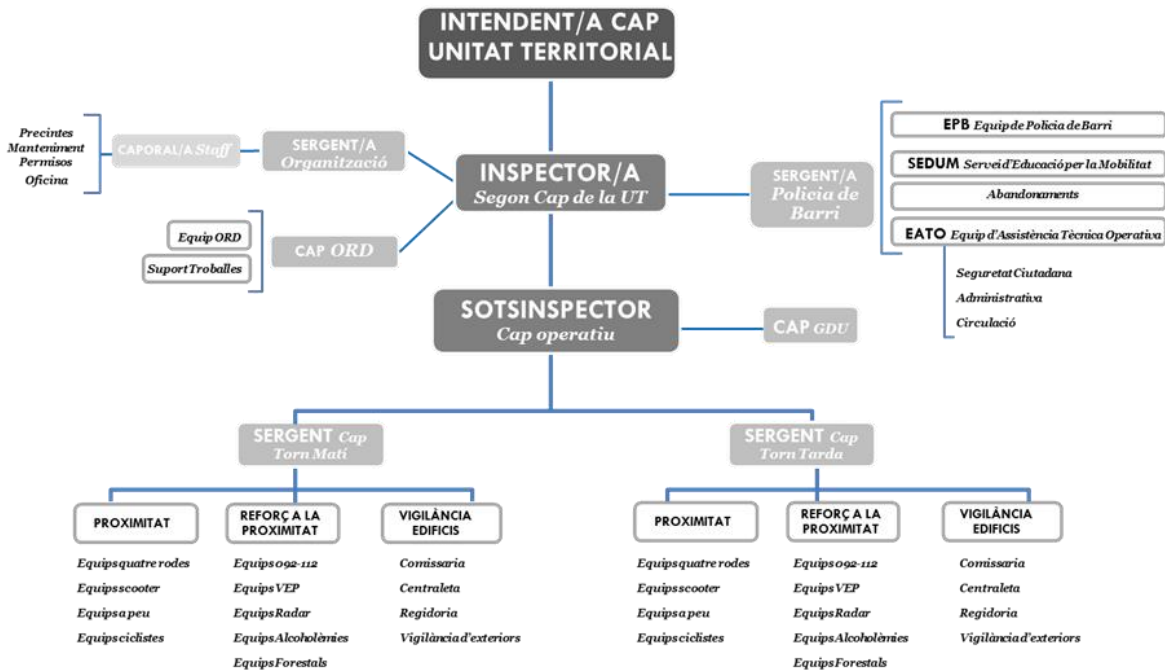 INTENDENT/A CAP
UNITAT TERRITORIAL
Precintes
Manteniment
Permisos
Oficina
CAPORAL/A Staff
SERGENT/A
Organització
INSPECTOR/A
Segon Cap de la UT
SERGENT/A
Policia de
Barri
EPB Equip de Policia de Barri
SEDUM Servei d'Educació per la Mobilitat
Abandonaments
EATO Equip d'Assistència Tècnica Operativa
Seguretat Ciutadana
Administrativa
Circulació
Equip ORD
Suport Troballes
CAP ORD
SOTSINSPECTOR
Cap operatiu
CAP GDU
SERGENT Cap
Torn Matí
SERGENT Cap
Torn Tarda
PROXIMITAT
Equips quatre rodes
Equips scooter
Equips a peu
Equips ciclistes
REFORÇ A LA
PROXIMITAT
Equips 092-112
Equips VEP
Equips Radar
Equips Alcoholèmies
Equips Forestals
VIGILÀNCIA
EDIFICIS
Comissaria
Centraleta
Regidoria
Vigilància d'exteriors
PROXIMITAT
Equips quatre rodes
Equips scooter
Equips a peu
Equips ciclistes
REFORÇ A LA
PROXIMITAT
Equips 092-112
Equips VEP
Equips Radar
Equips Alcoholèmies
Equips Forestals
VIGILÀNCIA
EDIFICIS
Comissaria
Centraleta
Regidoria
Vigilància d'exteriors